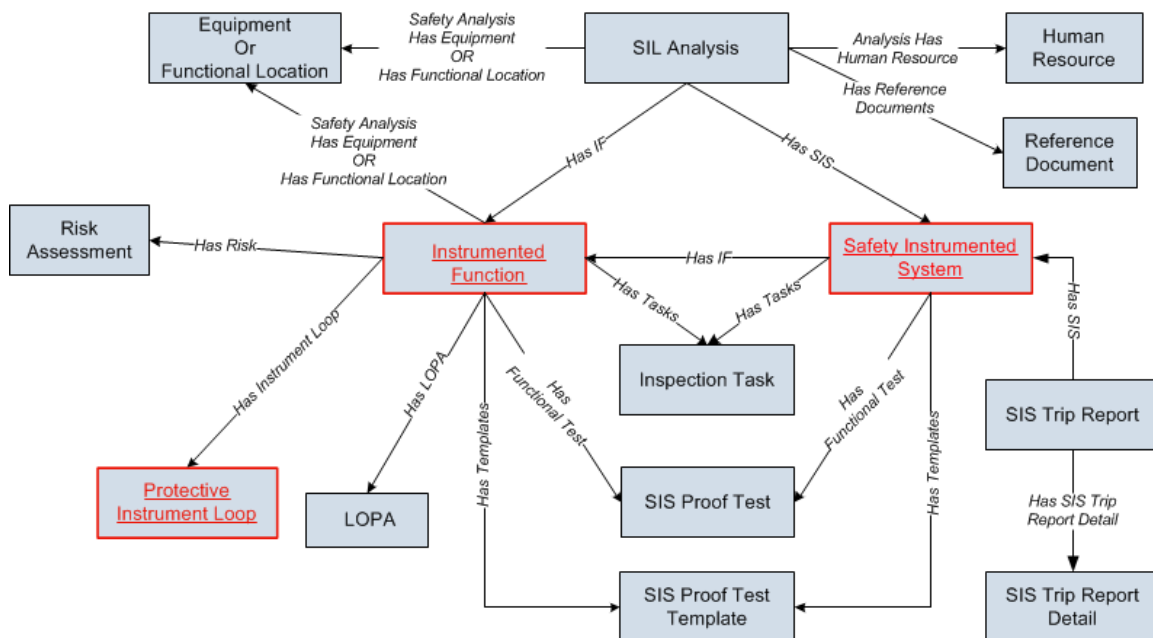 Equipment
Or
Functional Location
Safety Analysis
Has Equipment
OR
Has Functional Location
SIL Analysis
Analysis Has
Human Resource
Human
Resource
Has Reference
Documents
Reference
Document
Safety Analysis
Has Equipment
OR
Has Functional Location
Has IF
Has SIS
Risk
Assessment
Has Risk
Instrumented
Function
Has IF
Safety Instrumented
System
Has SIS
Has Tasks
Has Tasks
Inspection Task
Has Instrument Loop
Has LOPA
Has Templates
Has
Functional Test
Has
Functional Test
Has Templates
SIS Trip Report
Protective
Instrument Loop
LOPA
SIS Proof Test
Has SIS Trip
Report Detail
SIS Proof Test
Template
SIS Trip Report
Detail